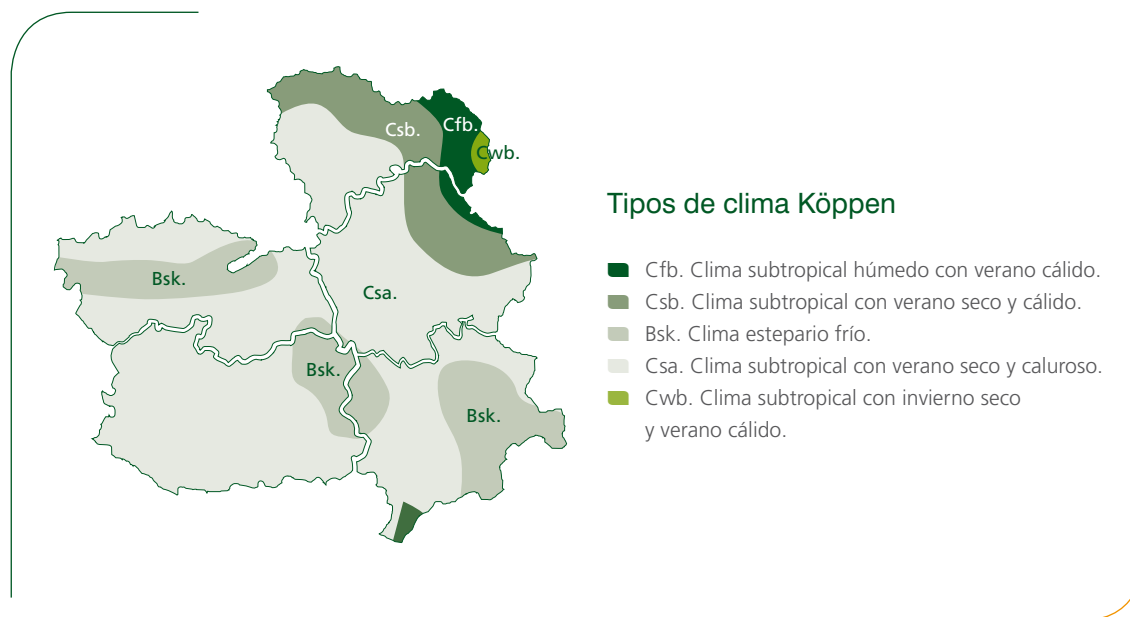 Csb.
Cfb.
Cwb.
Bsk.
Csa.
Bsk.
Bsk.
Tipos de clima Köppen
Cfb. Clima subtropical húmedo con verano cálido.
Csb. Clima subtropical con verano seco y cálido.
Bsk. Clima estepario frío.
Csa. Clima subtropical con verano seco y caluroso.
Cwb. Clima subtropical con invierno seco
y verano cálido.